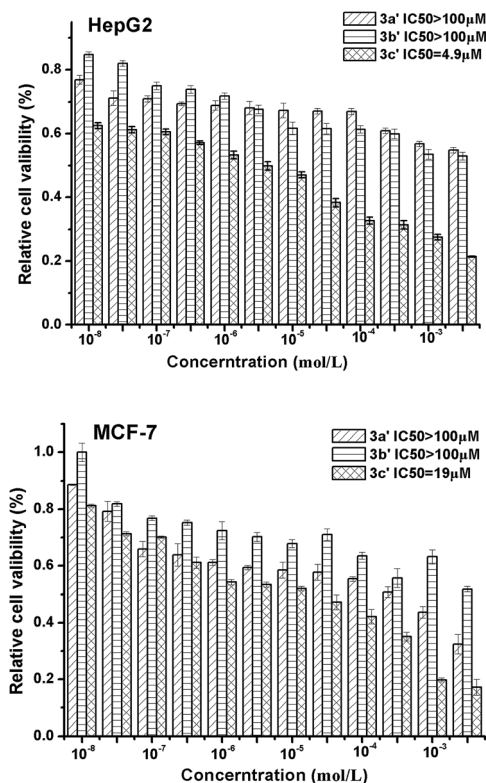 HepG2
3a' IC50>100μM
3b' IC50>100μM
3c' IC50=4.9μM
Relative cell valibility (%)
0.8
0.6
0.4
0.2
0.0
10⁻⁸ 10⁻⁷ 10⁻⁶ 10⁻⁵ 10⁻⁴ 10⁻³
Concerntration (mol/L)
MCF-7
3a' IC50>100μM
3b' IC50>100μM
3c' IC50=19μM
Relative cell valibility (%)
1.0
0.8
0.6
0.4
0.2
0.0
10⁻⁸ 10⁻⁷ 10⁻⁶ 10⁻⁵ 10⁻⁴ 10⁻³
Concerntration (mol/L)